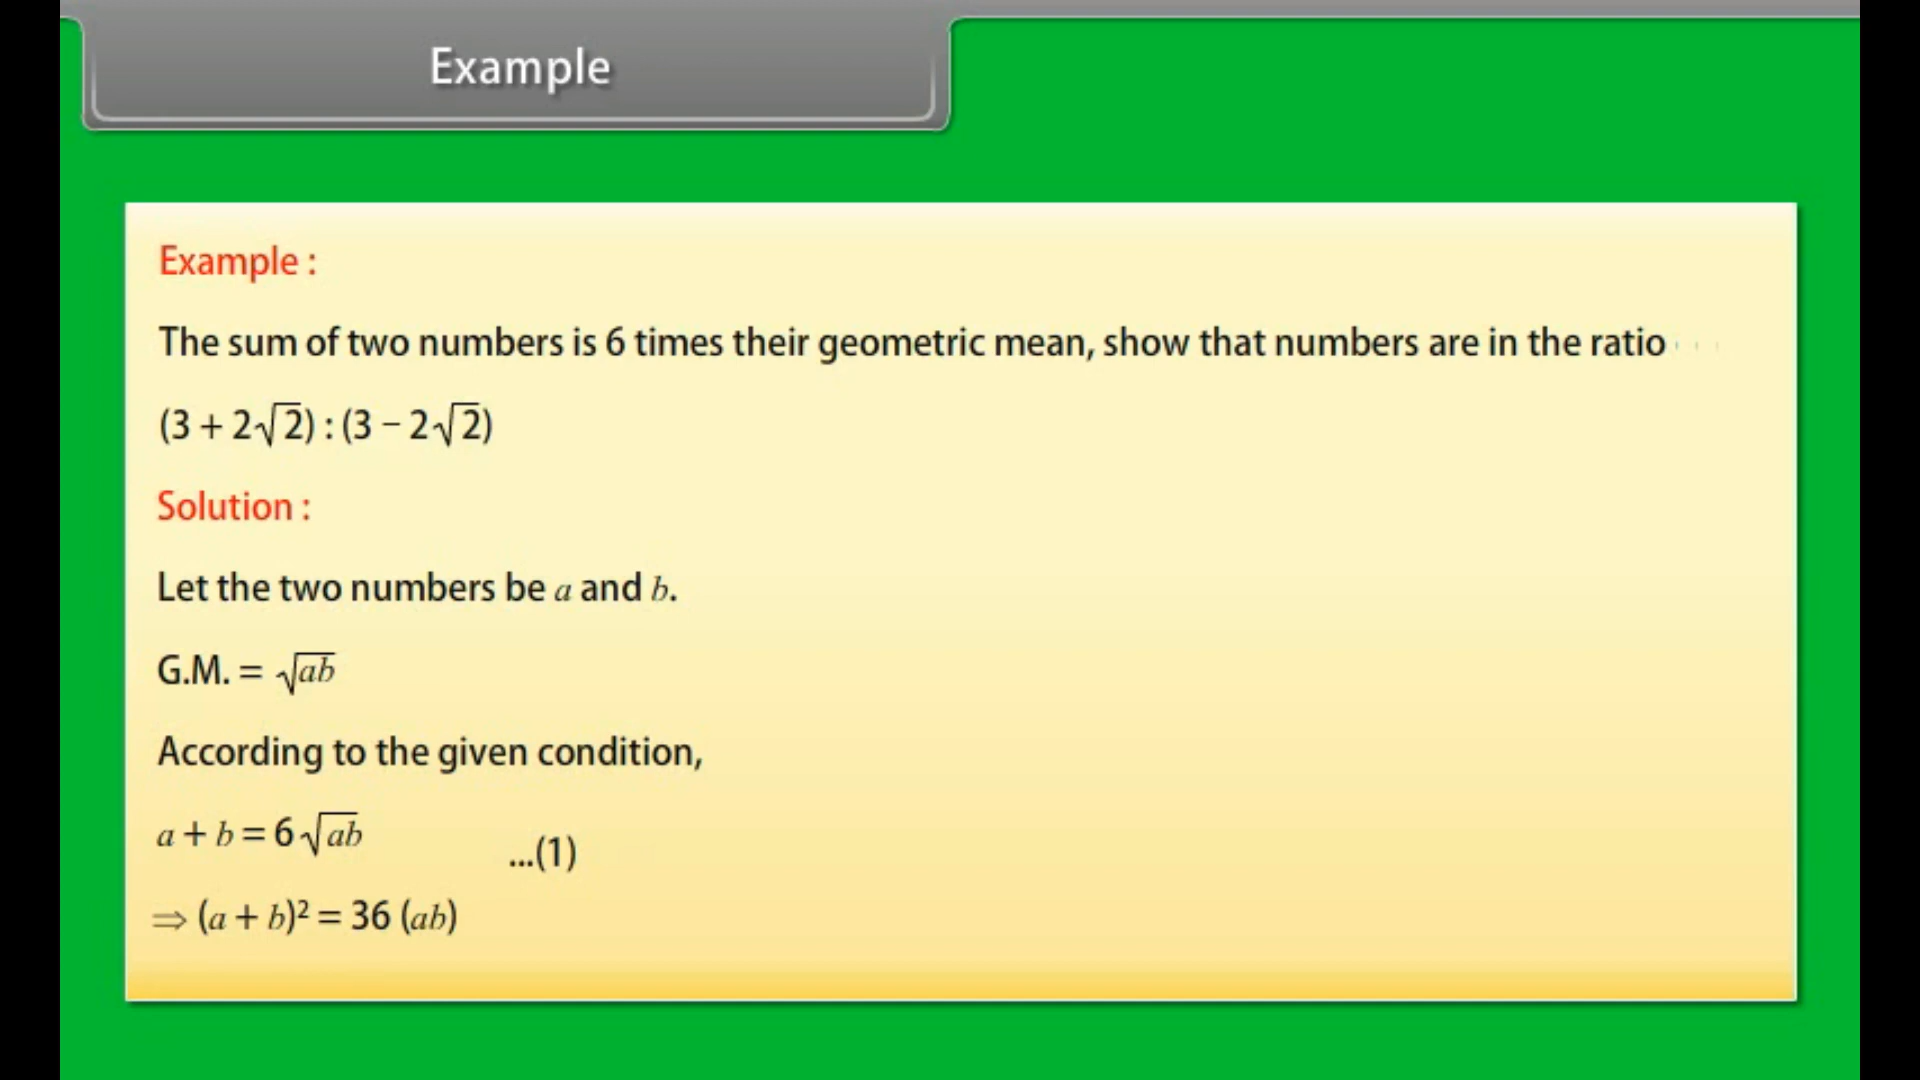 Example
Example :
The sum of two numbers is 6 times their geometric mean, show that numbers are in the ratio
(3 + 2√2) : (3 − 2√2)
Solution :
Let the two numbers be a and b.
G.M. = √ab
According to the given condition,
a + b = 6√ab ...(1)
⇒ (a + b)² = 36 (ab)